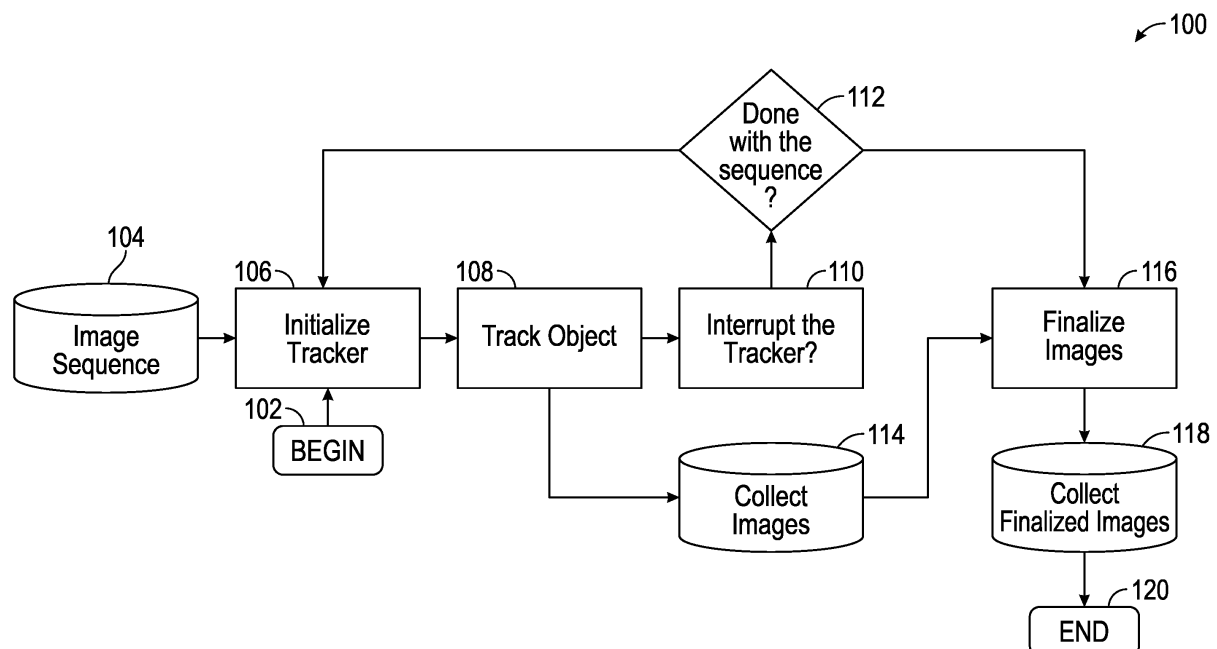 100
Done
with the
sequence
?
112
104
Image
Sequence
106
Initialize
Tracker
102
BEGIN
108
Track Object
110
Interrupt the
Tracker?
114
Collect
Images
116
Finalize
Images
118
Collect
Finalized Images
120
END